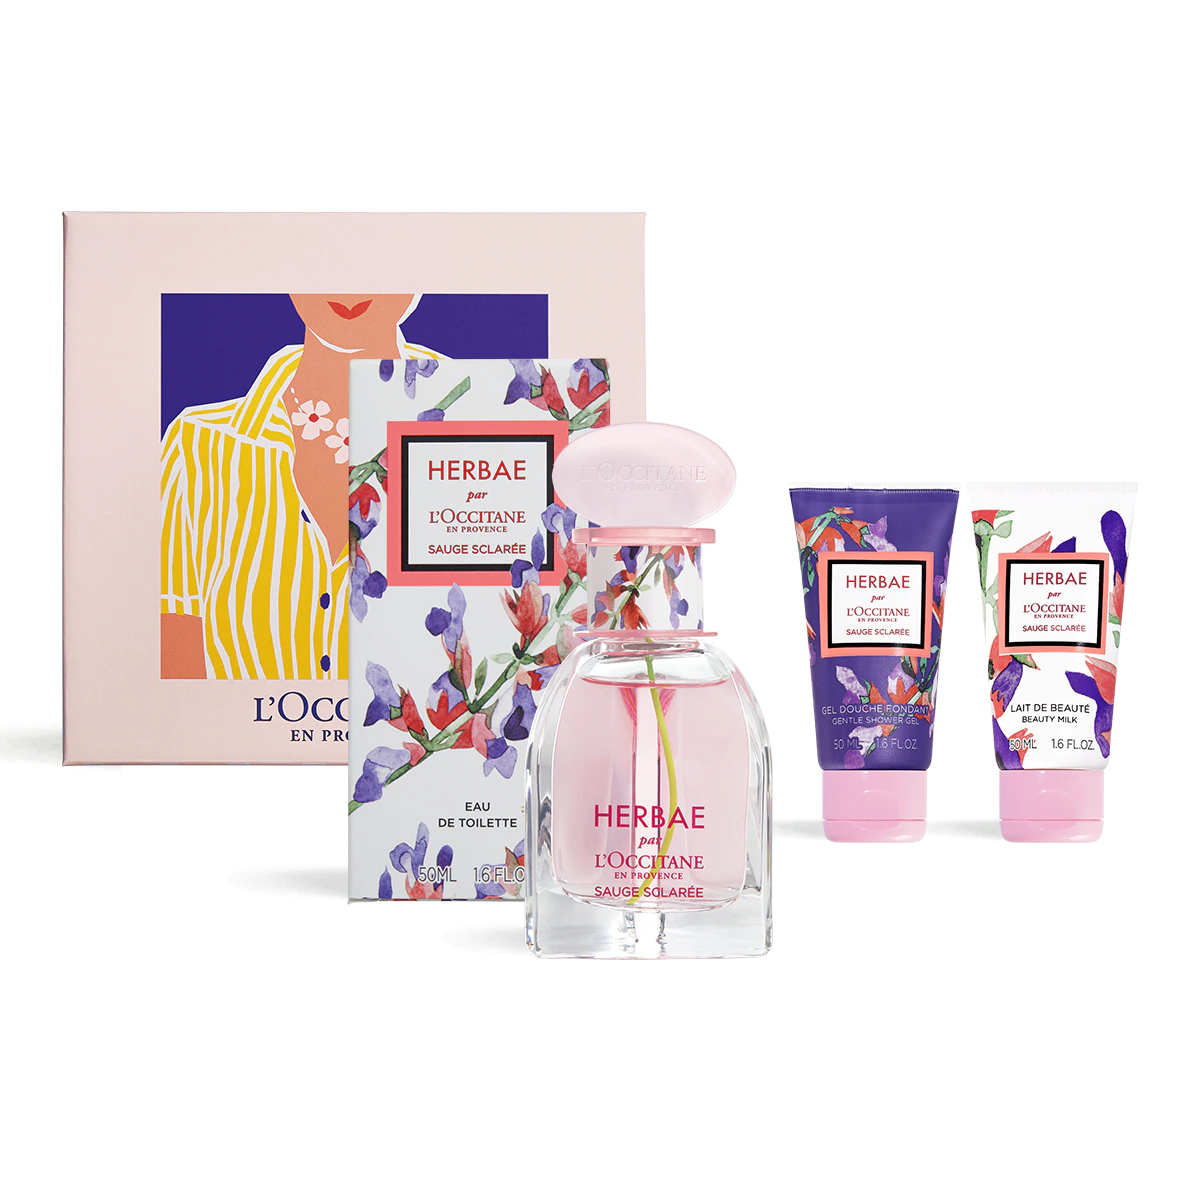 L'OCC
EN PRO
HERBAE
par
L'OCCITANE
EN PROVENCE
SAUGE SCLARÉE
EAU
DE TOILETTE
50ML 1.6 FL.O
L'OCCITANE
EN PROVENCE
HERBAE
par
L'OCCITANE
EN PROVENCE
SAUGE SCLARÉE
HERBAE
par
L'OCCITANE
EN PROVENCE
SAUGE SCLARÉE
GEL DOUCHE FONDANT
GENTLE SHOWER GEL
50 ML 1.6 FL.OZ.
HERBAE
par
L'OCCITANE
EN PROVENCE
SAUGE SCLARÉE
LAIT DE BEAUTÉ
BEAUTY MILK
50 ML 1.6 FL.OZ.